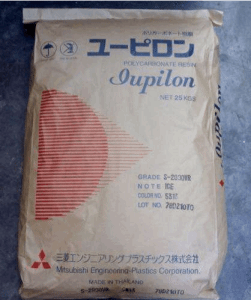 ポリカーボネート樹脂
ユーピロン
POLYCARBONATE RESIN
Iupilon
NET 25 KGS
GRADE S-2000VR
NOTE
COLOR NO.
LOT NO.
三菱エンジニアリングプラスチックス株式会社
Mitsubishi Engineering-Plastics Corporation
MADE IN THAILAND